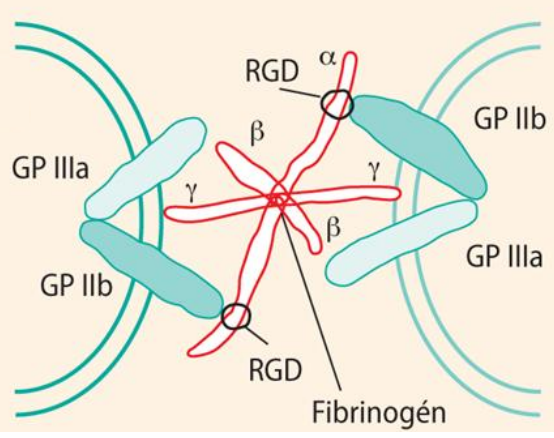 α
RGD
GP IIb
β
GP IIIa
γ
γ
β
GP IIb
GP IIIa
RGD
Fibrinogén